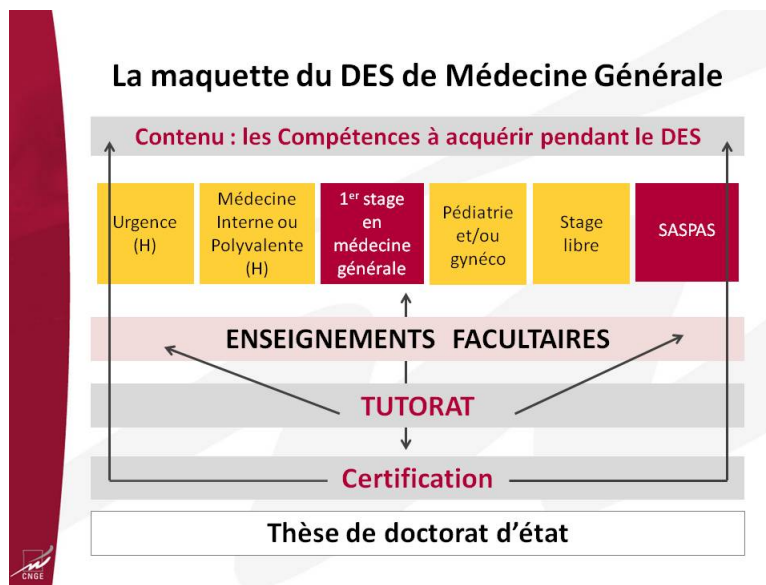 La maquette du DES de Médecine Générale
Contenu : les Compétences à acquérir pendant le DES
Urgence
(H)
Médecine
Interne ou
Polyvalente
(H)
1er stage
en
médecine
générale
Pédiatrie
et/ou
gynéco
Stage
libre
SASPAS
ENSEIGNEMENTS FACULTAIRES
TUTORAT
Certification
Thèse de doctorat d'état
CNGE